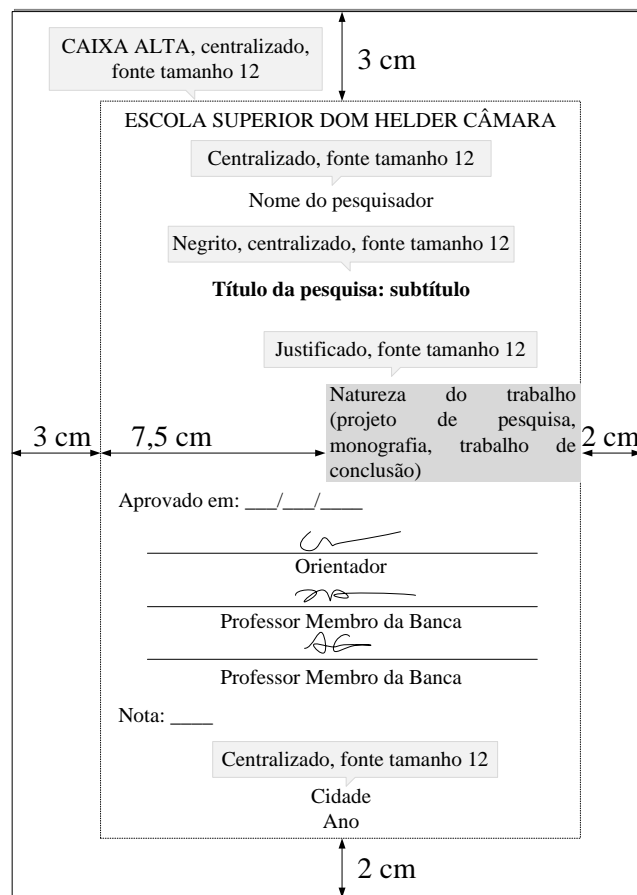 CAIXA ALTA, centralizado,
fonte tamanho 12
3 cm
ESCOLA SUPERIOR DOM HELDER CÂMARA
Centralizado, fonte tamanho 12
Nome do pesquisador
Negrito, centralizado, fonte tamanho 12
Título da pesquisa: subtítulo
Justificado, fonte tamanho 12
Natureza do trabalho
(projeto de pesquisa,
monografia, trabalho de
conclusão)
3 cm
7,5 cm
2 cm
Aprovado em: ___/___/____
Orientador
Professor Membro da Banca
Professor Membro da Banca
Nota: ____
Centralizado, fonte tamanho 12
Cidade
Ano
2 cm